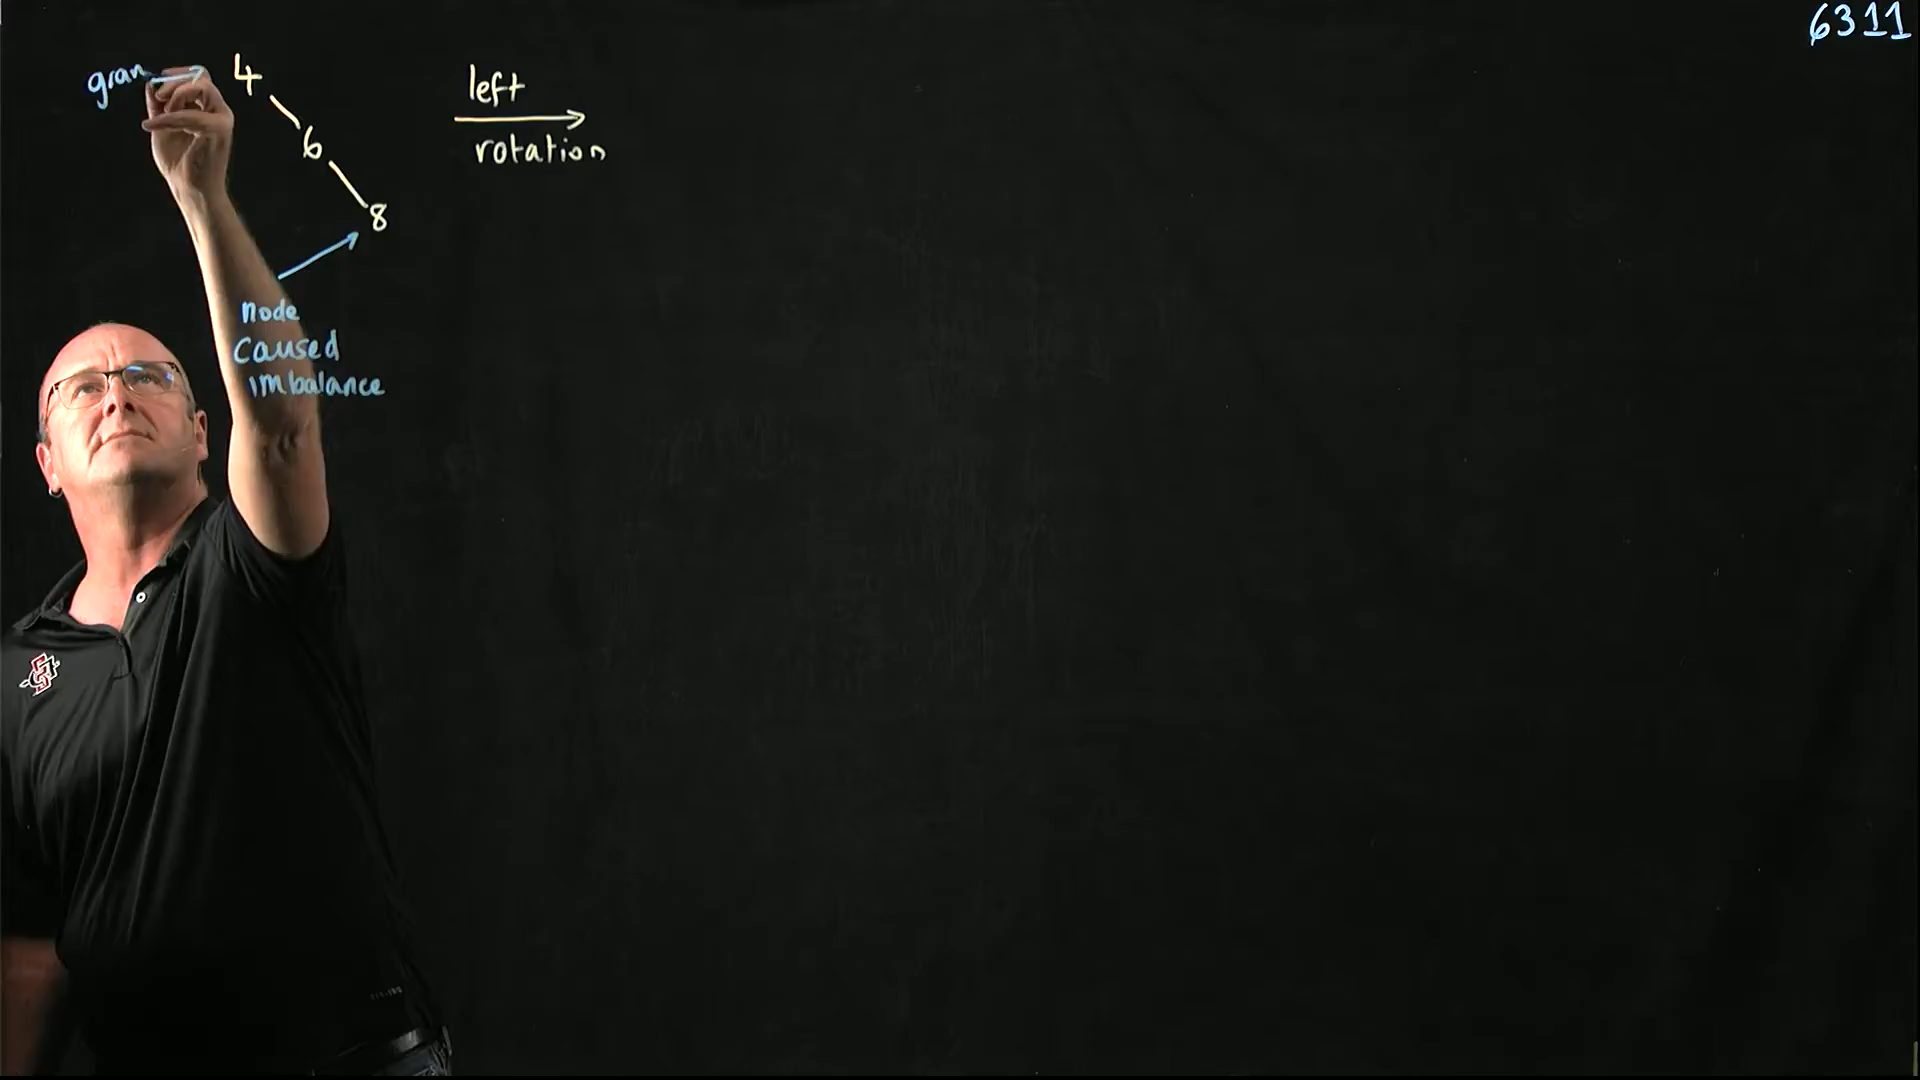 6311
gran
4
left
6
rotation
8
node
Caused
imbalance